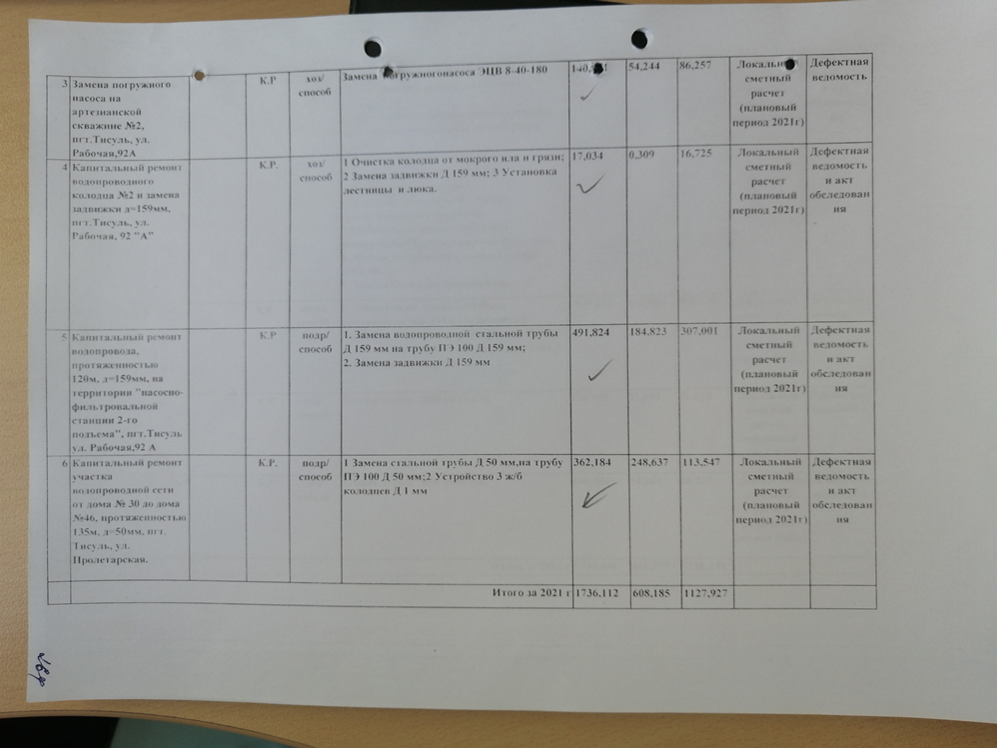 3 Замена погружного насоса на артезианской скважине №2, пгт.Тисуль, ул. Рабочая,92А К.Р хоз/ способ Замена погружногонасоса ЭЦВ 8-40-180 54,244 86,257 Локальный сметный расчет (плановый период 2021г) Дефектная ведомость
4 Капитальный ремонт водопроводного колодца №2 и замена задвижки д=159мм, пгт.Тисуль, ул. Рабочая, 92 "А" К.Р. хоз/ способ 1 Очистка колодца от мокрого ила и грязи; 2 Замена задвижки Д 159 мм; 3 Установка лестницы и люка. 17,034 0,309 16,725 Локальный сметный расчет (плановый период 2021г) Дефектная ведомость и акт обследован ия
5 Капитальный ремонт водопровода, протяженностью 120м, д=159мм, на территории "насосно-фильтровальной станции 2-го подъема", пгт.Тисуль ул. Рабочая,92 А К.Р подр/ способ 1. Замена водопроводной стальной трубы Д 159 мм на трубу ПЭ 100 Д 159 мм; 2. Замена задвижки Д 159 мм 491,824 184,823 307,001 Локальный сметный расчет (плановый период 2021г) Дефектная ведомость и акт обследован ия
6 Капитальный ремонт участка водопроводной сети от дома № 30 до дома №46, протяженностью 135м, д=50мм, пгт. Тисуль, ул. Пролетарская. К.Р. подр/ способ 1 Замена стальной трубы Д 50 мм,на трубу ПЭ 100 Д 50 мм;2 Устройство 3 ж/б колодцев Д 1 мм 362,184 248,637 113,547 Локальный сметный расчет (плановый период 2021г) Дефектная ведомость и акт обследован ия
Итого за 2021 г 1736,112 608,185 1127,927